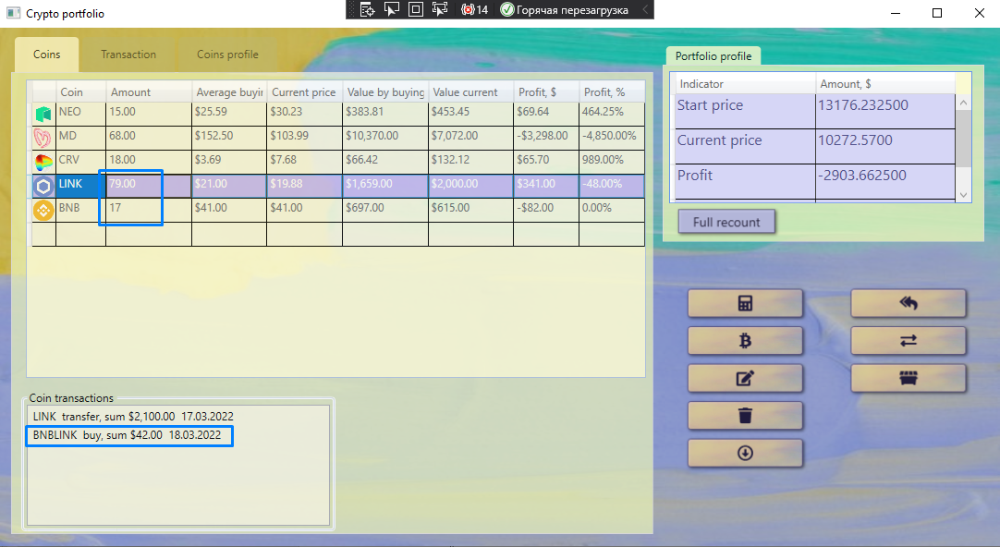 Crypto portfolio
14 Горячая перезагрузка
Coins Transaction Coins profile
Coin Amount Average buyin Current price Value by buying Value current Profit, $ Profit, %
NEO 15.00 $25.59 $30.23 $383.81 $453.45 $69.64 464.25%
MD 68.00 $152.50 $103.99 $10,370.00 $7,072.00 -$3,298.00 -4,850.00%
CRV 18.00 $3.69 $7.68 $66.42 $132.12 $65.70 989.00%
LINK 79.00 $21.00 $19.88 $1,659.00 $2,000.00 $341.00 -48.00%
BNB 17 $41.00 $41.00 $697.00 $615.00 -$82.00 0.00%
Coin transactions
LINK transfer, sum $2,100.00 17.03.2022
BNBLINK buy, sum $42.00 18.03.2022
Portfolio profile
Indicator Amount, $
Start price 13176.232500
Current price 10272.5700
Profit -2903.662500
Full recount